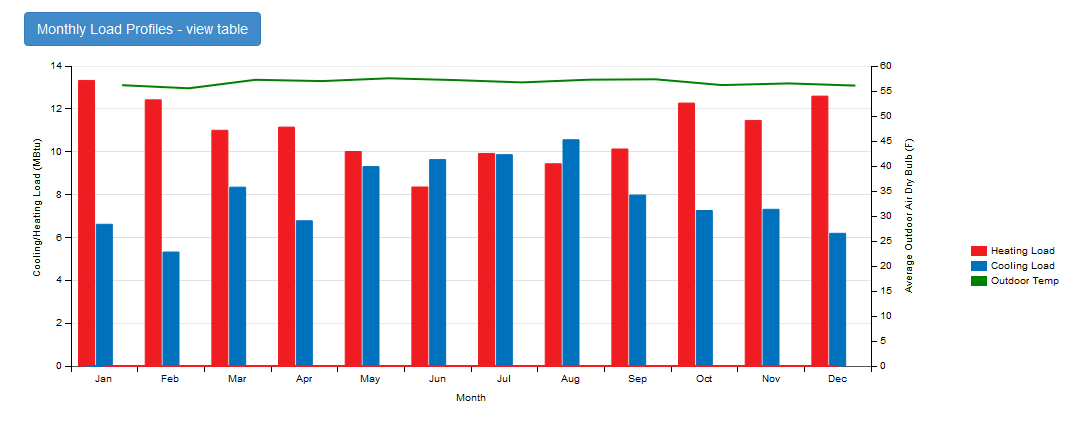 Monthly Load Profiles - view table
14
12
10
8
6
4
2
0
Cooling/Heating Load (MBtu)
60
55
50
45
40
35
30
25
20
15
10
5
0
Average Outdoor Air Dry Bulb (F)
Heating Load
Cooling Load
Outdoor Temp
Jan Feb Mar Apr May Jun Jul Aug Sep Oct Nov Dec
Month